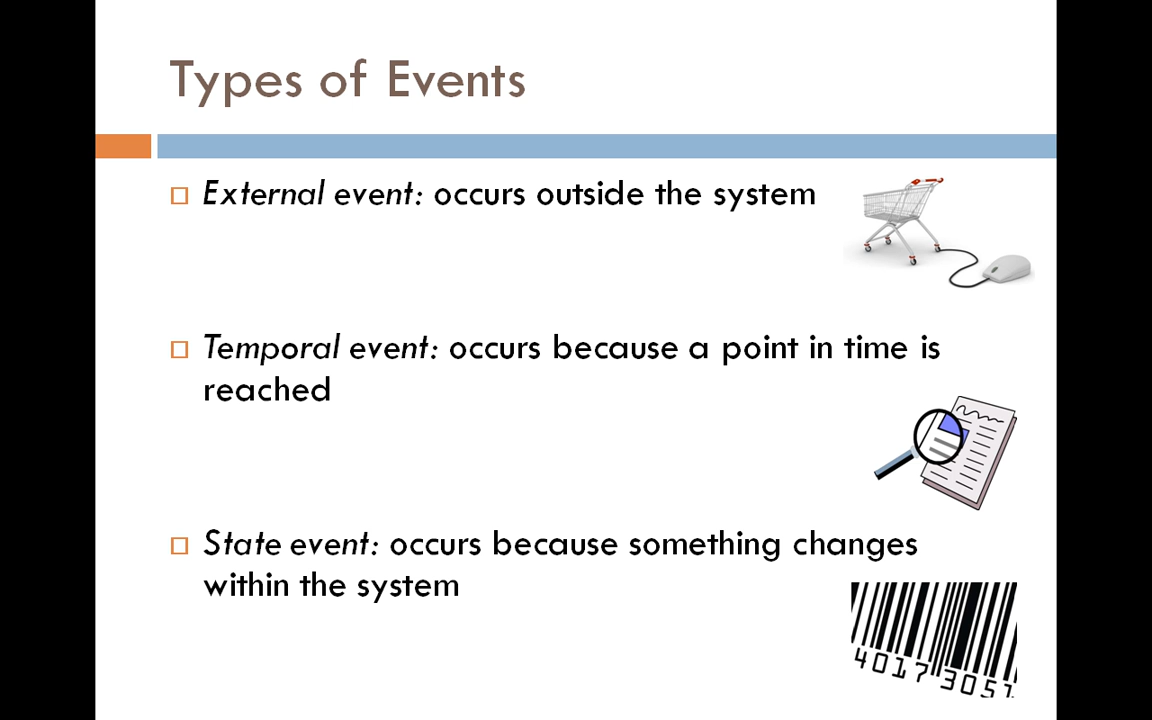 Types of Events
External event: occurs outside the system
Temporal event: occurs because a point in time is
reached
State event: occurs because something changes
within the system
4017 3051